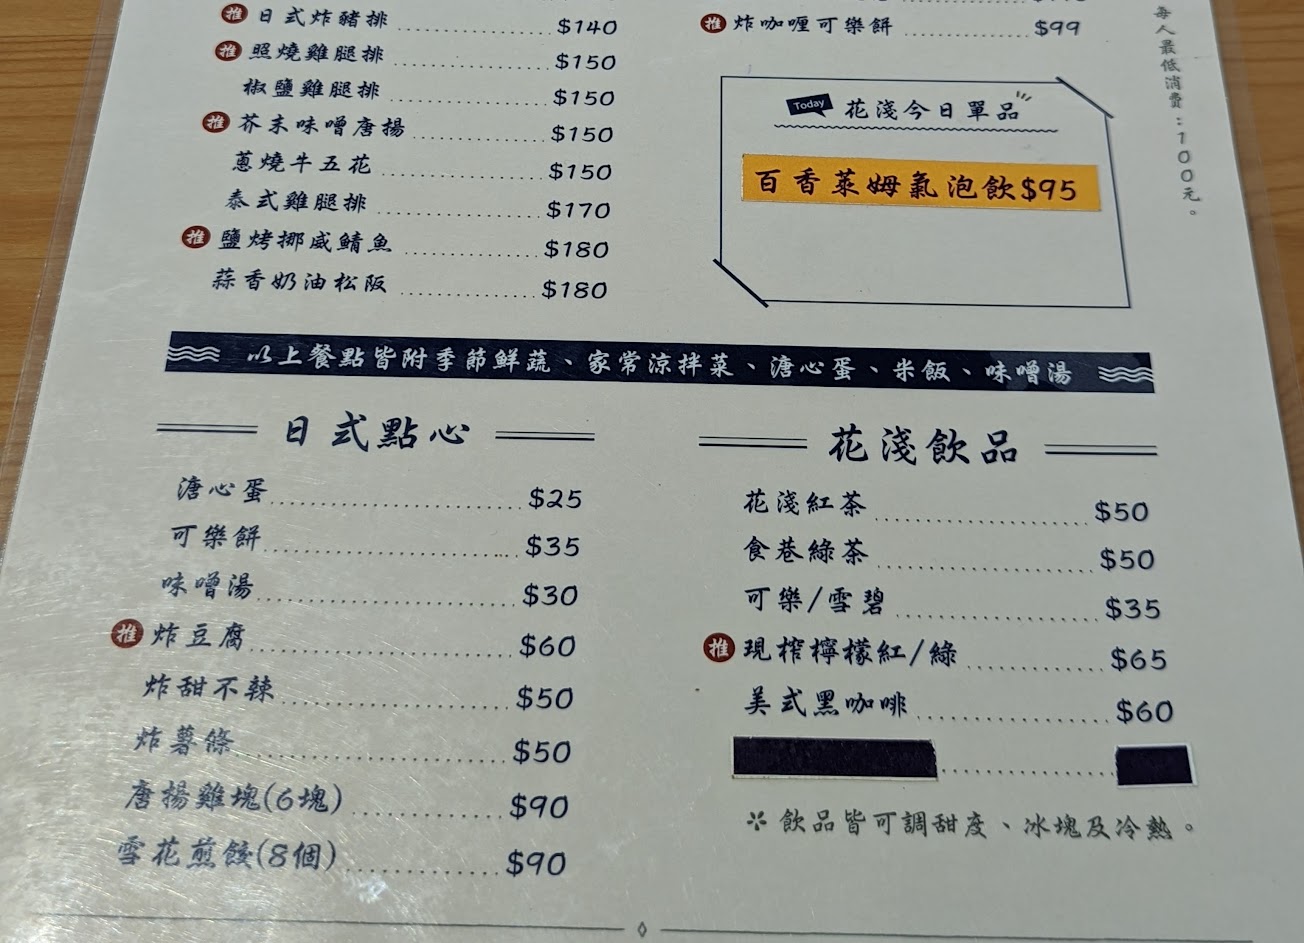 推 日式炸豬排 $140
推 照燒雞腿排 $150
椒鹽雞腿排 $150
推 芥末味噌唐揚 $150
蔥燒牛五花 $150
泰式雞腿排 $170
推 鹽烤挪威鯖魚 $180
蒜香奶油松阪 $180
推 炸咖喱可樂餅 $99
Today 花淺今日單品
百香萊姆氣泡飲$95
每人最低消費:100元。
以上餐點皆附季節鮮蔬、家常涼拌菜、溏心蛋、米飯、味噌湯
日式點心
溏心蛋 $25
可樂餅 $35
味噌湯 $30
推 炸豆腐 $60
炸甜不辣 $50
炸薯條 $50
唐揚雞塊(6塊) $90
雪花煎餃(8個) $90
花淺飲品
花淺紅茶 $50
食巷綠茶 $50
可樂/雪碧 $35
推 現榨檸檬紅/綠 $65
美式黑咖啡 $60
※飲品皆可調甜度、冰塊及冷熱。